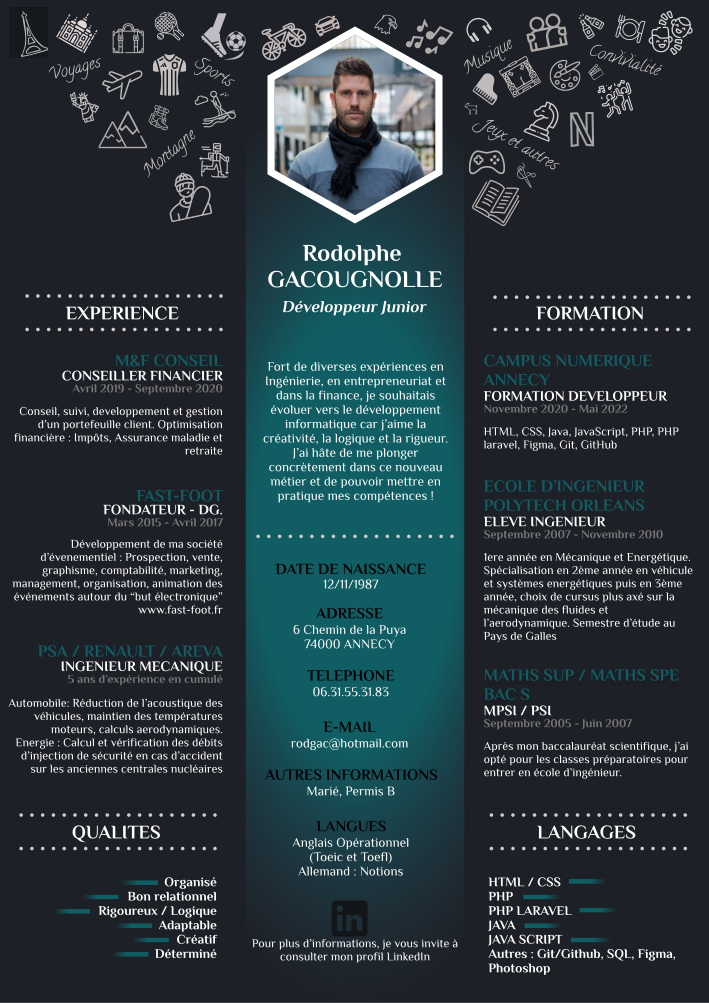 Voyages
Sports
Montagne
Musique
Convivialité
Jeux et autres
N
Rodolphe
GACOUGNOLLE
Développeur Junior
EXPERIENCE
M&F CONSEIL
CONSEILLER FINANCIER
Avril 2019 - Septembre 2020
Conseil, suivi, developpement et gestion
d'un portefeuille client. Optimisation
financière : Impôts, Assurance maladie et
retraite
FAST-FOOT
FONDATEUR - DG.
Mars 2015 - Avril 2017
Développement de ma société
d'évenementiel : Prospection, vente,
graphisme, comptabilité, marketing,
management, organisation, animation des
événements autour du “but électronique”
www.fast-foot.fr
PSA / RENAULT / AREVA
INGENIEUR MECANIQUE
5 ans d'expérience en cumulé
Automobile: Réduction de l'acoustique des
véhicules, maintien des températures
moteurs, calculs aerodynamiques.
Energie : Calcul et vérification des débits
d'injection de sécurité en cas d'accident
sur les anciennes centrales nucléaires
QUALITES
Organisé
Bon relationnel
Rigoureux / Logique
Adaptable
Créatif
Déterminé
Fort de diverses expériences en
Ingénierie, en entrepreneuriat et
dans la finance, je souhaitais
évoluer vers le développement
informatique car j'aime la
créativité, la logique et la rigueur.
J'ai hâte de me plonger
concrètement dans ce nouveau
métier et de pouvoir mettre en
pratique mes compétences !
DATE DE NAISSANCE
12/11/1987
ADRESSE
6 Chemin de la Puya
74000 ANNECY
TELEPHONE
06.31.55.31.83
E-MAIL
rodgac@hotmail.com
AUTRES INFORMATIONS
Marié, Permis B
LANGUES
Anglais Opérationnel
(Toeic et Toefl)
Allemand : Notions
in
Pour plus d'informations, je vous invite à
consulter mon profil LinkedIn
FORMATION
CAMPUS NUMERIQUE
ANNECY
FORMATION DEVELOPPEUR
Novembre 2020 - Mai 2022
HTML, CSS, Java, JavaScript, PHP, PHP
laravel, Figma, Git, GitHub
ECOLE D'INGENIEUR
POLYTECH ORLEANS
ELEVE INGENIEUR
Septembre 2007 - Novembre 2010
1ere année en Mécanique et Energétique.
Spécialisation en 2ème année en véhicule
et systèmes energétiques puis en 3ème
année, choix de cursus plus axé sur la
mécanique des fluides et
l'aerodynamique. Semestre d'étude au
Pays de Galles
MATHS SUP / MATHS SPE
BAC S
MPSI / PSI
Septembre 2005 - Juin 2007
Après mon baccalauréat scientifique, j'ai
opté pour les classes préparatoires pour
entrer en école d'ingénieur.
LANGAGES
HTML / CSS
PHP
PHP LARAVEL
JAVA
JAVA SCRIPT
Autres : Git/Github, SQL, Figma,
Photoshop